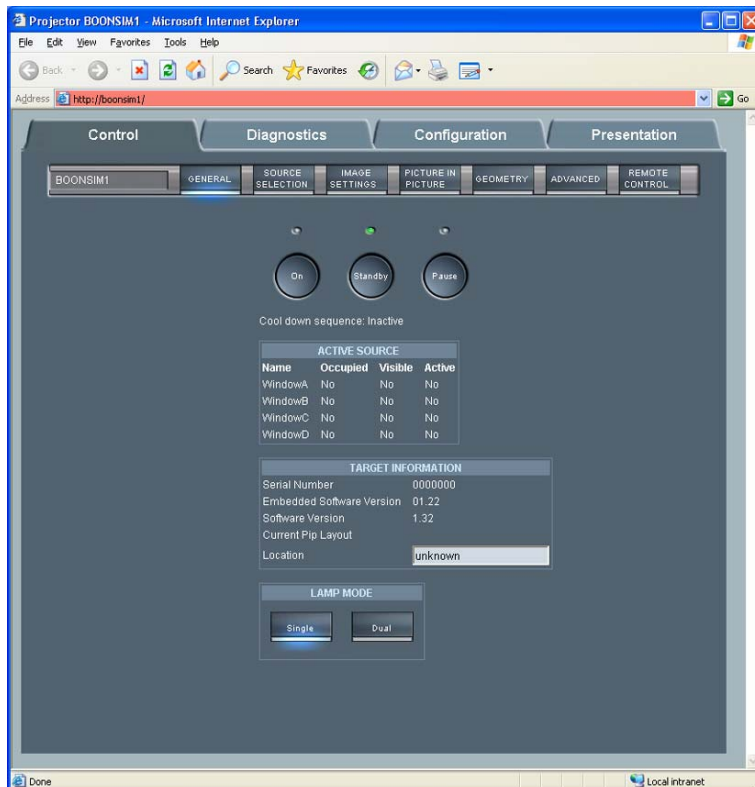 Projector BOONSIM1 - Microsoft Internet Explorer
File Edit View Favorites Tools Help
Back Search Favorites
Address http://boonsim1/ Go
Control Diagnostics Configuration Presentation
BOONSIM1 GENERAL SOURCE SELECTION IMAGE SETTINGS PICTURE IN PICTURE GEOMETRY ADVANCED REMOTE CONTROL
On Standby Pause
Cool down sequence: Inactive
ACTIVE SOURCE
Name Occupied Visible Active
WindowA No No No
WindowB No No No
WindowC No No No
WindowD No No No
TARGET INFORMATION
Serial Number 0000000
Embedded Software Version 01.22
Software Version 1.32
Current Pip Layout
Location unknown
LAMP MODE
Single Dual
Done Local intranet